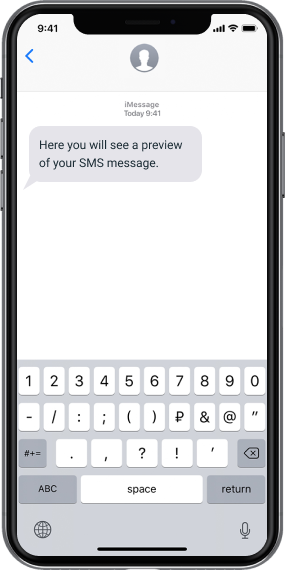 9:41
iMessage
Today 9:41
Here you will see a preview
of your SMS message.
1 2 3 4 5 6 7 8 9 0
- / : ; ( ) ₽ & @ "
#+= . , ? ! '
ABC space return